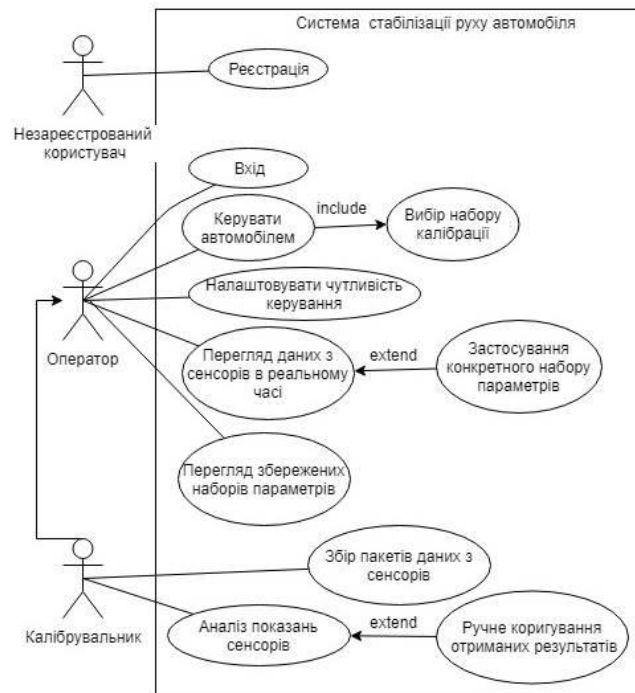 Система стабілізації руху автомобіля
Реєстрація
Незареєстрований
користувач
Вхід
Керувати
автомобілем
include
Вибір набору
калібрації
Налаштовувати чутливість
керування
Оператор
Перегляд даних з
сенсорів в реальному
часі
extend
Застосування
конкретного набору
параметрів
Перегляд збережених
наборів параметрів
Збір пакетів даних з
сенсорів
Калібрувальник
Аналіз показань
сенсорів
extend
Ручне коригування
отриманих результатів